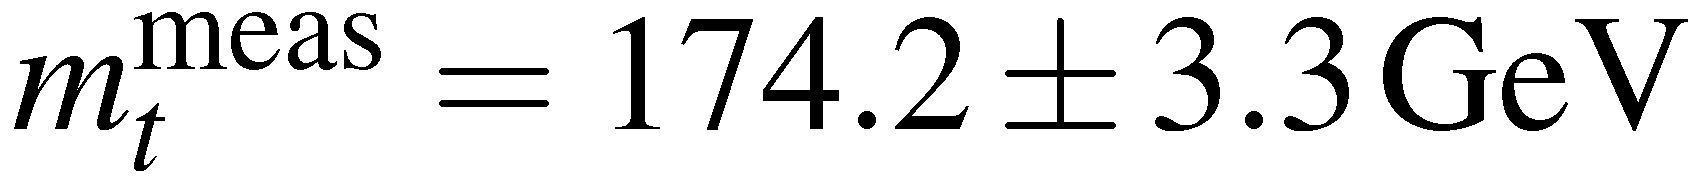 m_t^meas = 174.2 ± 3.3 GeV